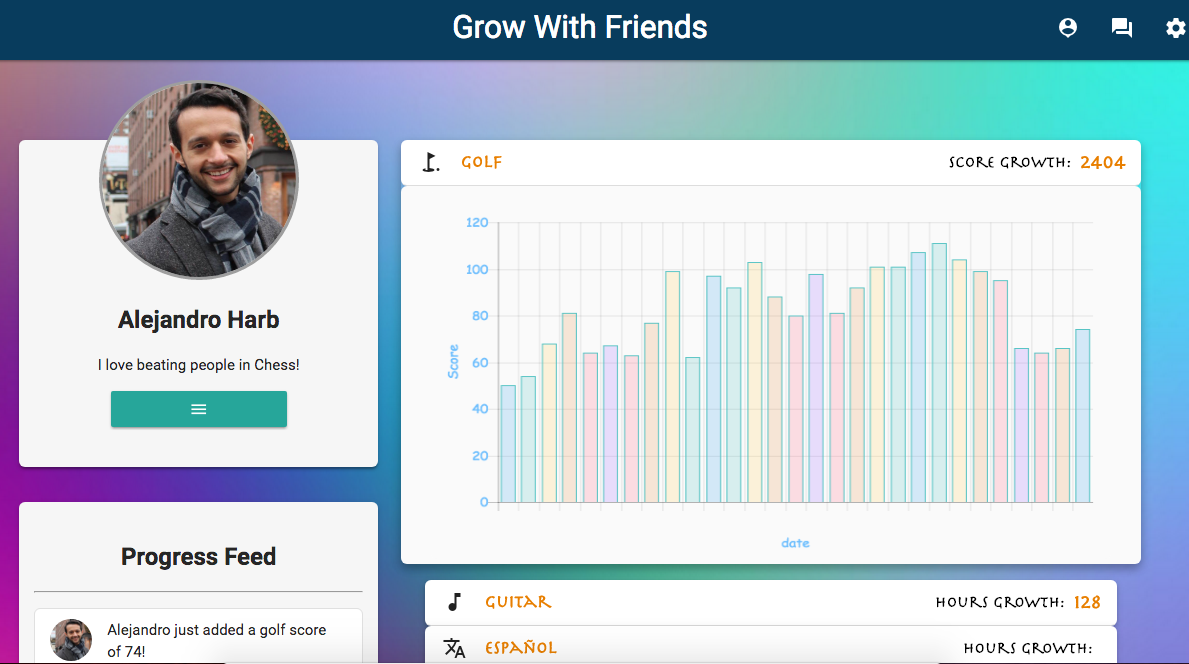 Grow With Friends
Alejandro Harb
I love beating people in Chess!
Progress Feed
Alejandro just added a golf score
of 74!
GOLF SCORE GROWTH: 2404
120
100
80
60
40
20
0
Score
date
GUITAR HOURS GROWTH: 128
ESPAÑOL HOURS GROWTH: